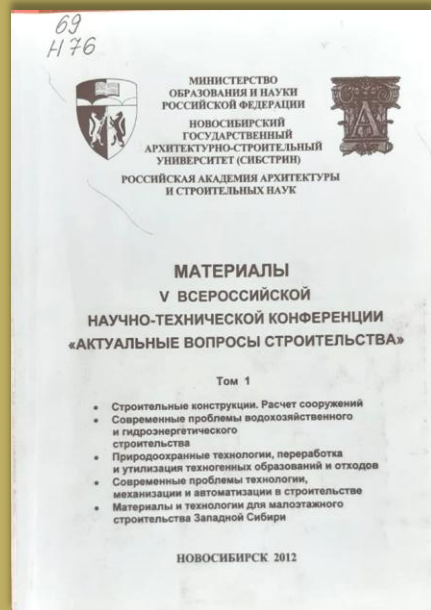 69
Н 76
МИНИСТЕРСТВО
ОБРАЗОВАНИЯ И НАУКИ
РОССИЙСКОЙ ФЕДЕРАЦИИ
НОВОСИБИРСКИЙ
ГОСУДАРСТВЕННЫЙ
АРХИТЕКТУРНО-СТРОИТЕЛЬНЫЙ
УНИВЕРСИТЕТ (СИБСТРИН)
РОССИЙСКАЯ АКАДЕМИЯ АРХИТЕКТУРЫ
И СТРОИТЕЛЬНЫХ НАУК
МАТЕРИАЛЫ
V ВСЕРОССИЙСКОЙ
НАУЧНО-ТЕХНИЧЕСКОЙ КОНФЕРЕНЦИИ
«АКТУАЛЬНЫЕ ВОПРОСЫ СТРОИТЕЛЬСТВА»
Том 1
• Строительные конструкции. Расчет сооружений
• Современные проблемы водохозяйственного
и гидроэнергетического
строительства
• Природоохранные технологии, переработка
и утилизация техногенных образований и отходов
• Современные проблемы технологии,
механизации и автоматизации в строительстве
• Материалы и технологии для малоэтажного
строительства Западной Сибири
НОВОСИБИРСК 2012